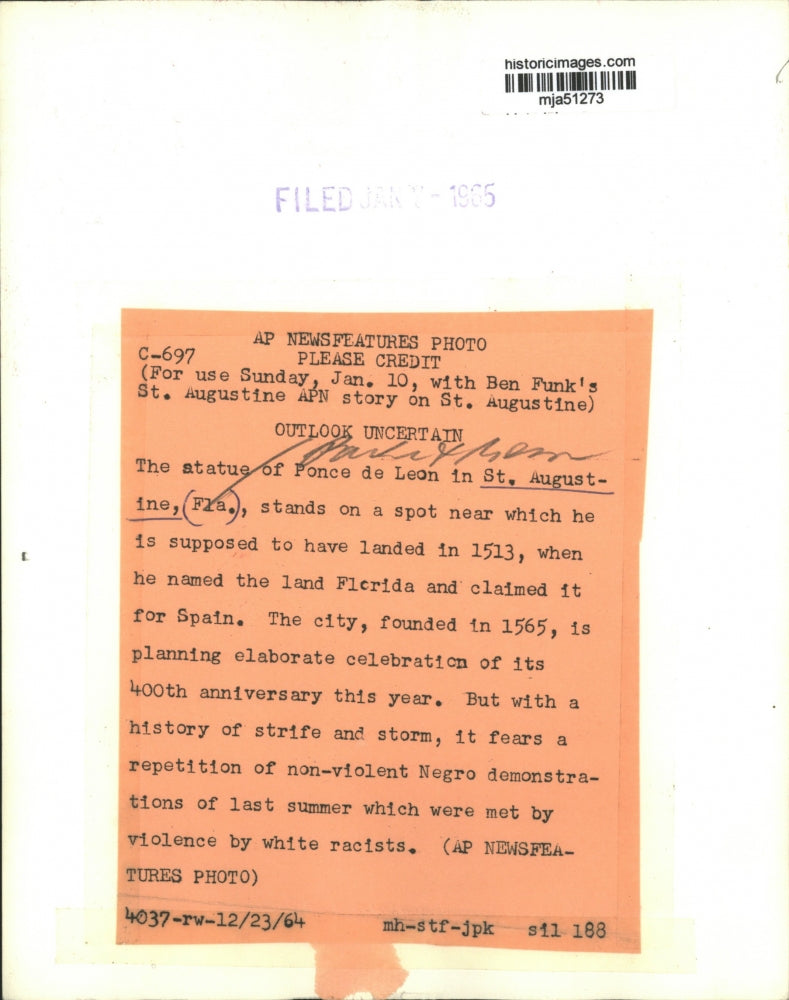 historicimages.com
mja51273
FILED JAN - 1965
AP NEWSFEATURES PHOTO
C-697 PLEASE CREDIT
(For use Sunday, Jan. 10, with Ben Funk's
St. Augustine APN story on St. Augustine)
OUTLOOK UNCERTAIN
The statue of Ponce de Leon in St. August-
ine, (Fla.), stands on a spot near which he
is supposed to have landed in 1513, when
he named the land Florida and claimed it
for Spain. The city, founded in 1565, is
planning elaborate celebration of its
400th anniversary this year. But with a
history of strife and storm, it fears a
repetition of non-violent Negro demonstra-
tions of last summer which were met by
violence by white racists. (AP NEWSFEA-
TURES PHOTO)
4037-rw-12/23/64 mh-stf-jpk sil 188